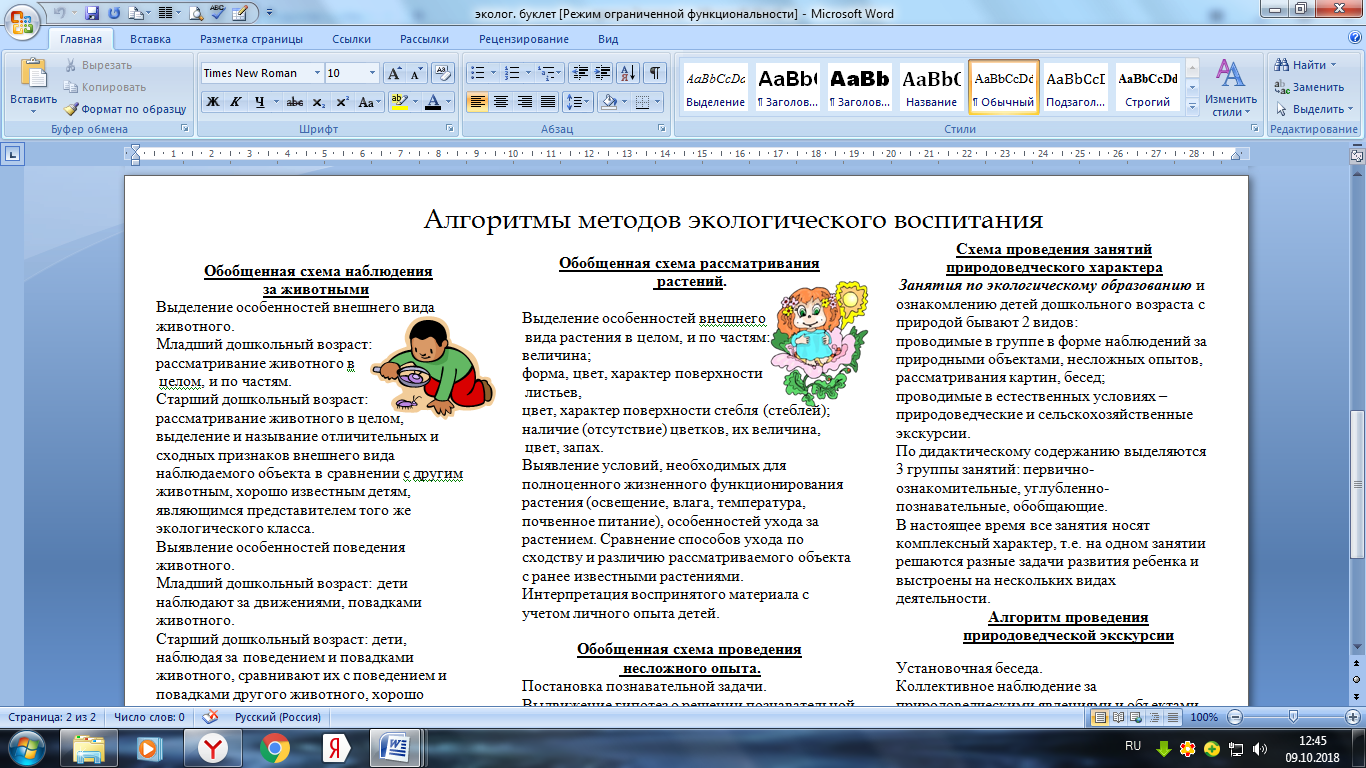 эколог. буклет [Режим ограниченной функциональности] - Microsoft Word
Главная
Вставка
Разметка страницы
Ссылки
Рассылки
Рецензирование
Вид
Вставить
Вырезать
Копировать
Формат по образцу
Буфер обмена
Times New Roman
10
Шрифт
Абзац
AaBbCcDc
Выделение
AaBbC
¶ Заголов...
AaBb
¶ Заголов...
AaBbC
Название
AaBbCcDd
¶ Обычный
AaBbCcI
Подзагол...
AaBbCcDd
Строгий
Изменить стили
Стили
Найти
Заменить
Выделить
Редактирование
Алгоритмы методов экологического воспитания
Обобщенная схема наблюдения
за животными
Выделение особенностей внешнего вида
животного.
Младший дошкольный возраст:
рассматривание животного в
целом, и по частям.
Старший дошкольный возраст:
рассматривание животного в целом,
выделение и называние отличительных и
сходных признаков внешнего вида
наблюдаемого объекта в сравнении с другим
животным, хорошо известным детям,
являющимся представителем того же
экологического класса.
Выявление особенностей поведения
животного.
Младший дошкольный возраст: дети
наблюдают за движениями, повадками
животного.
Старший дошкольный возраст: дети,
наблюдая за поведением и повадками
животного, сравнивают их с поведением и
повадками другого животного, хорошо
Обобщенная схема рассматривания
растений.
Выделение особенностей внешнего
вида растения в целом, и по частям:
величина;
форма, цвет, характер поверхности
листьев,
цвет, характер поверхности стебля (стеблей);
наличие (отсутствие) цветков, их величина,
цвет, запах.
Выявление условий, необходимых для
полноценного жизненного функционирования
растения (освещение, влага, температура,
почвенное питание), особенностей ухода за
растением. Сравнение способов ухода по
сходству и различию рассматриваемого объекта
с ранее известными растениями.
Интерпретация воспринятого материала с
учетом личного опыта детей.
Обобщенная схема проведения
несложного опыта.
Постановка познавательной задачи.
Выдвижение гипотез о решении познавательной
Схема проведения занятий
природоведческого характера
Занятия по экологическому образованию и
ознакомлению детей дошкольного возраста с
природой бывают 2 видов:
проводимые в группе в форме наблюдений за
природными объектами, несложных опытов,
рассматривания картин, бесед;
проводимые в естественных условиях –
природоведческие и сельскохозяйственные
экскурсии.
По дидактическому содержанию выделяются
3 группы занятий: первично-
ознакомительные, углубленно-
познавательные, обобщающие.
В настоящее время все занятия носят
комплексный характер, т.е. на одном занятии
решаются разные задачи развития ребенка и
выстроены на нескольких видах
деятельности.
Алгоритм проведения
природоведческой экскурсии
Установочная беседа.
Коллективное наблюдение за
природоведческими явлениями и объектами
Страница: 2 из 2
Число слов: 0
Русский (Россия)
100%
RU
12:45
09.10.2018